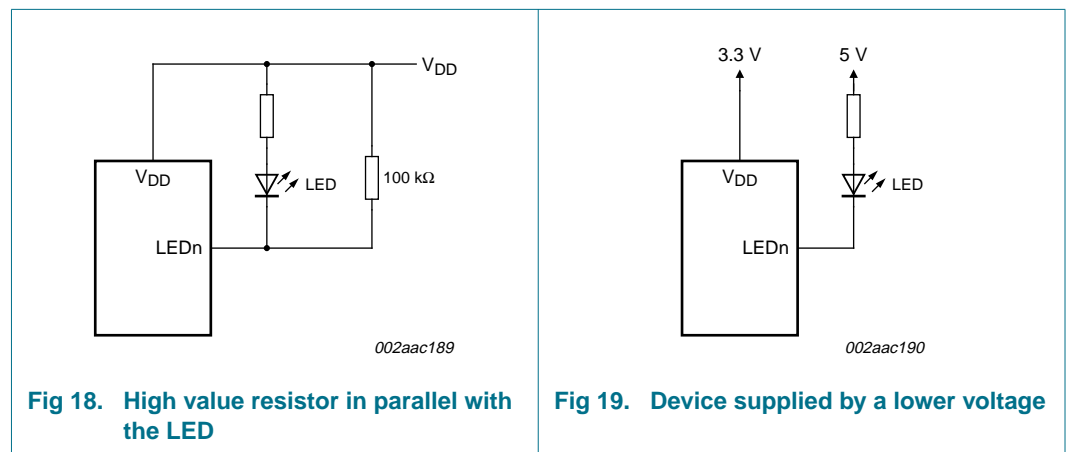 VDD
VDD
LED
100 kΩ
LEDn
002aac189
Fig 18. High value resistor in parallel with
the LED
3.3 V
5 V
VDD
LED
LEDn
002aac190
Fig 19. Device supplied by a lower voltage